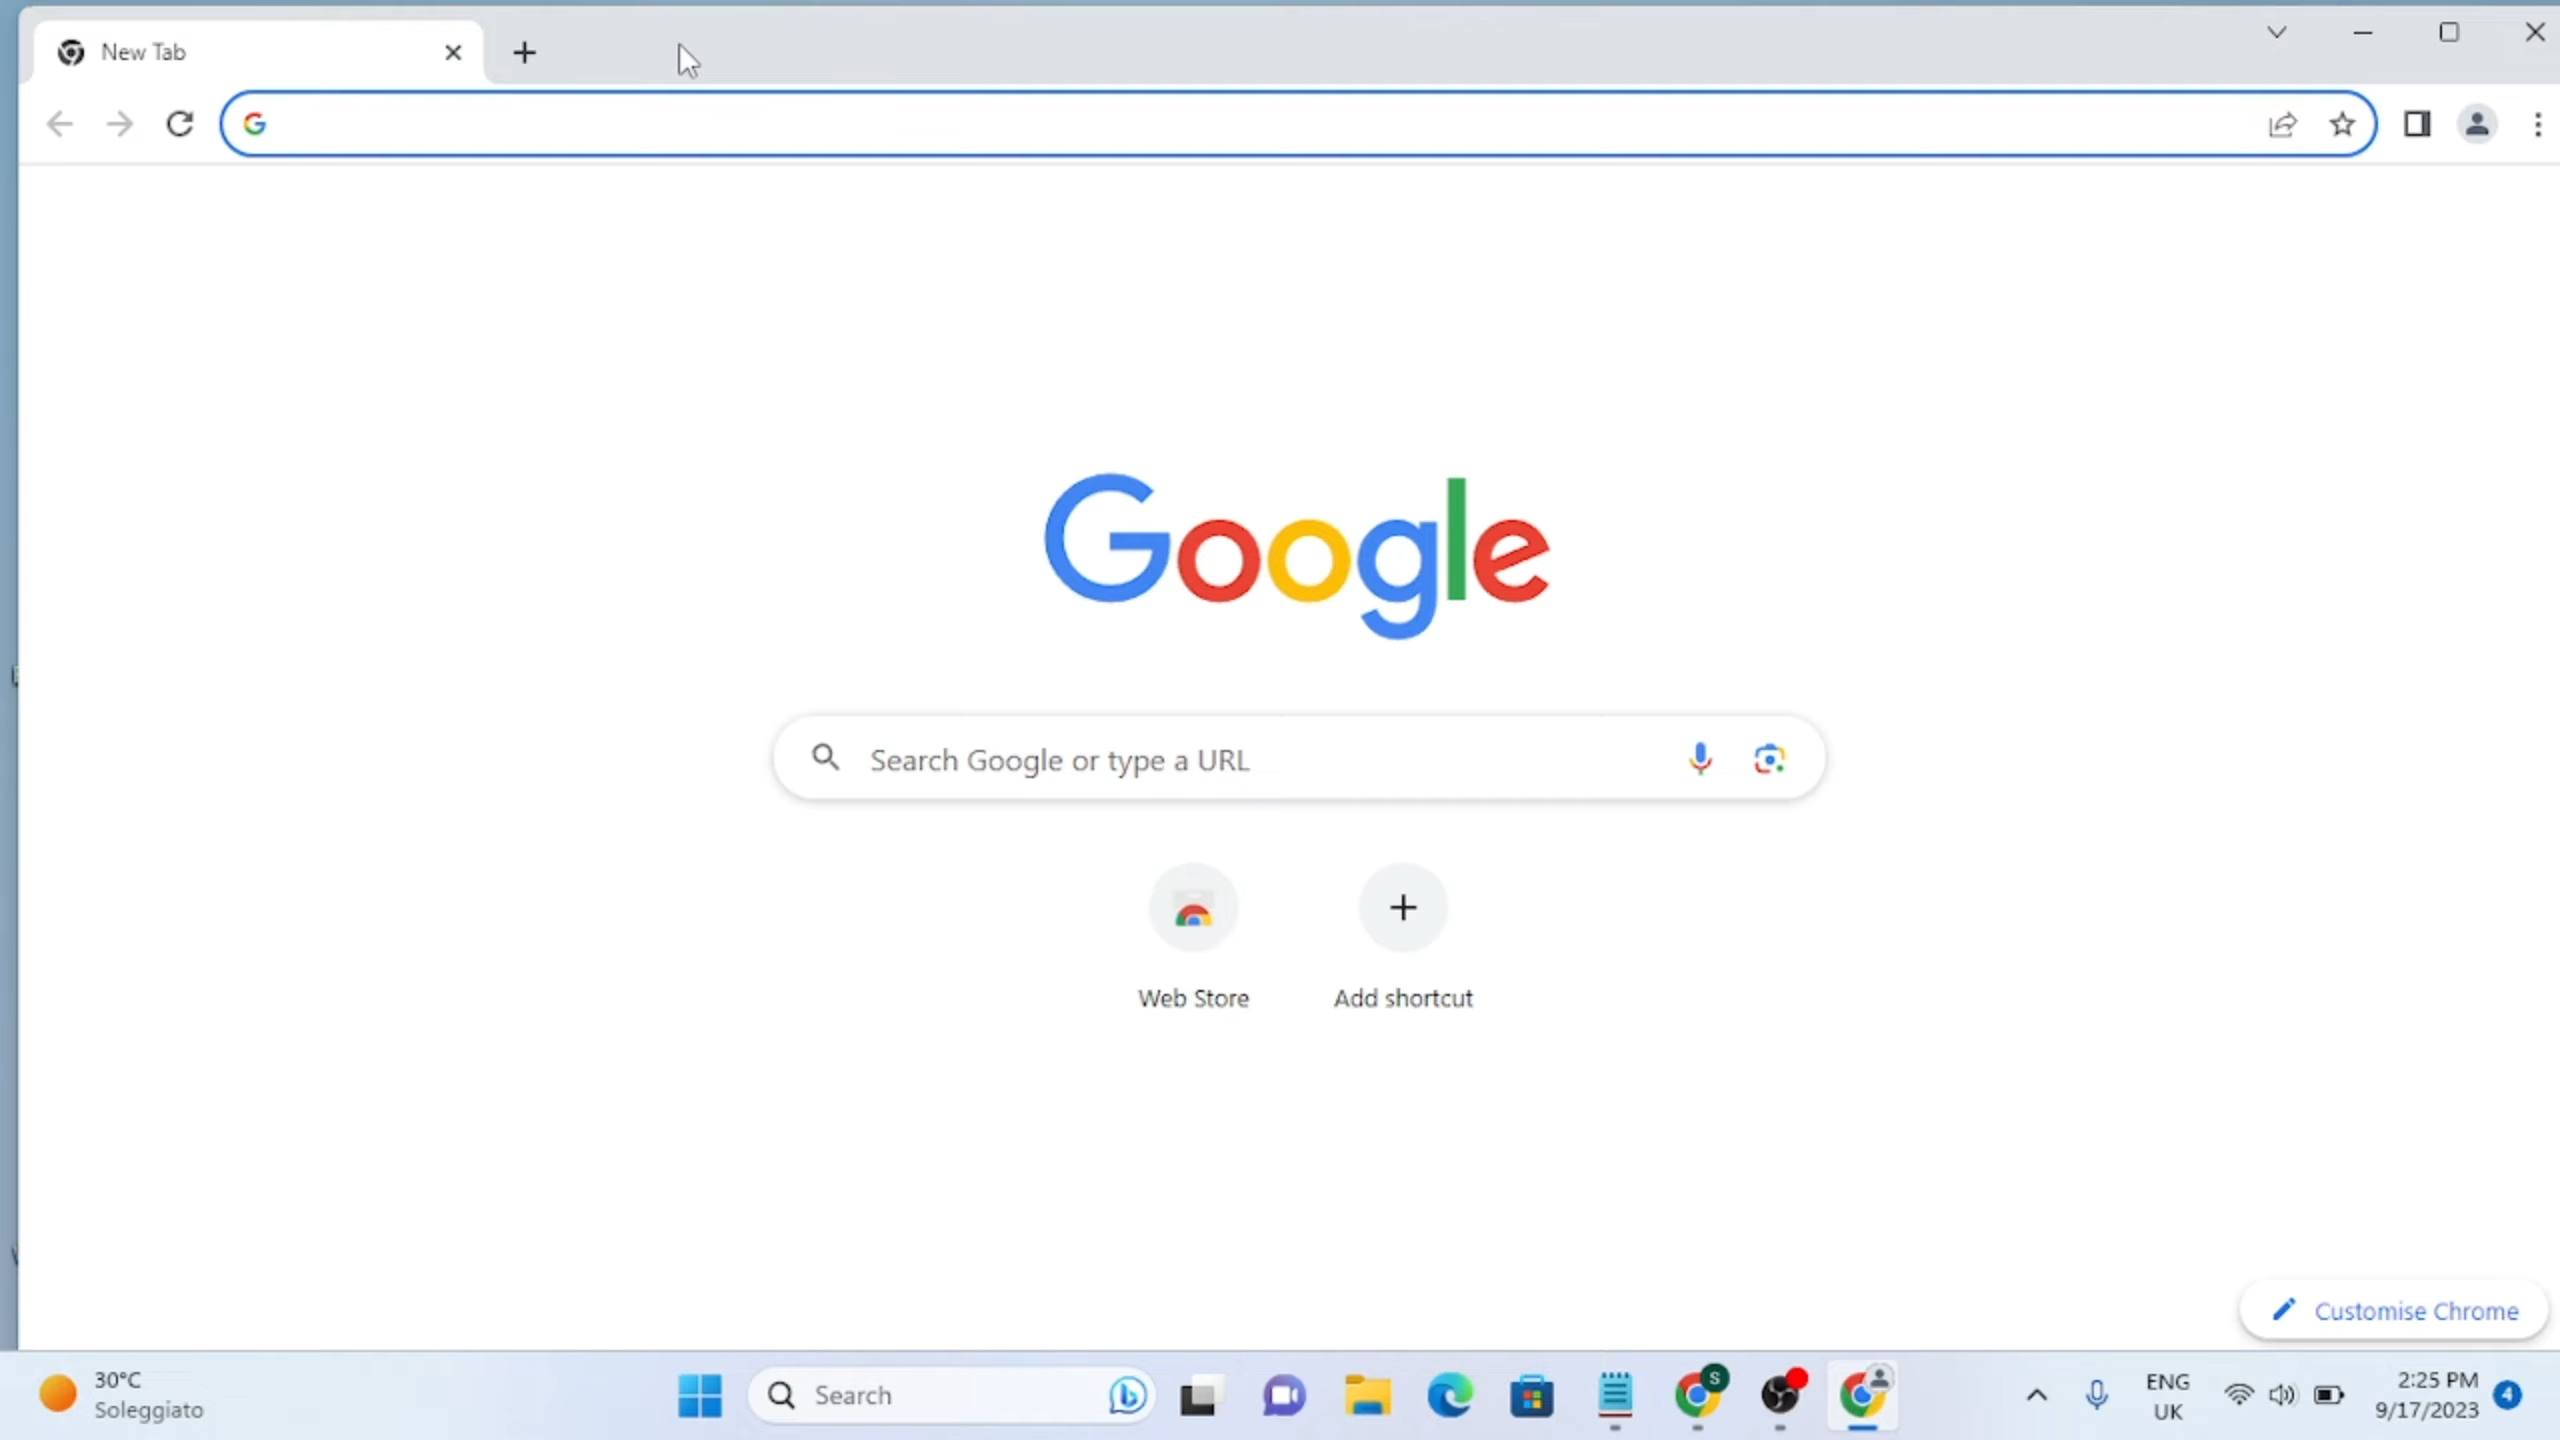 New Tab
Google
Search Google or type a URL
Web Store
Add shortcut
Customise Chrome
30°C
Soleggiato
Search
S
ENG
UK
2:25 PM
9/17/2023
4